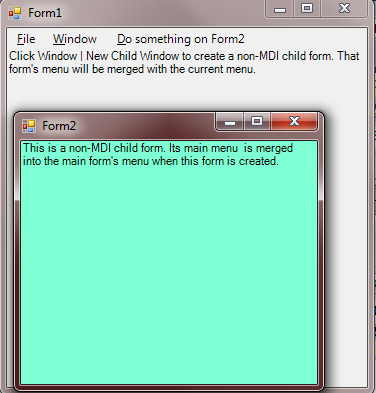 Form1
File Window Do something on Form2
Click Window | New Child Window to create a non-MDI child form. That
form's menu will be merged with the current menu.
Form2
This is a non-MDI child form. Its main menu  is merged
into the main form's menu when this form is created.